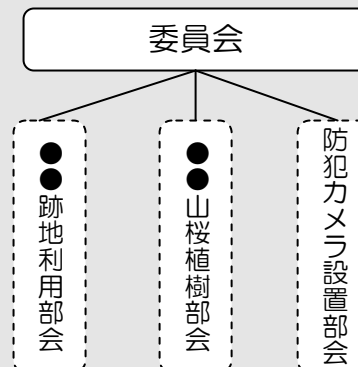 委員会
●●跡地利用部会
●●山桜植樹部会
防犯カメラ設置部会